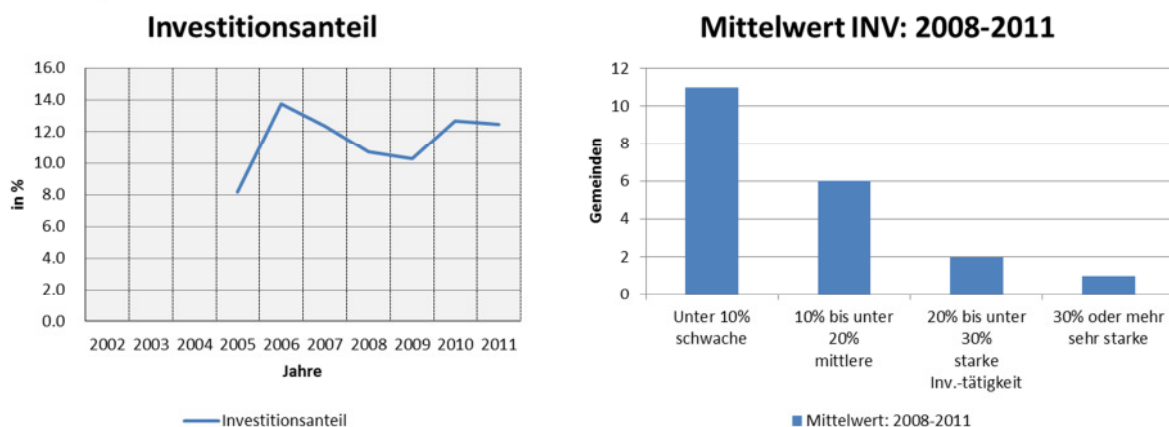 Investitionsanteil
16.0
14.0
12.0
10.0
8.0
6.0
4.0
2.0
0.0
in %
2002 2003 2004 2005 2006 2007 2008 2009 2010 2011
Jahre
Investitionsanteil
Mittelwert INV: 2008-2011
12
10
8
6
4
2
0
Gemeinden
Unter 10% 10% bis unter 20% bis unter 30% oder mehr
schwache 20% 30% sehr starke
mittlere starke
Inv.-tätigkeit
Mittelwert: 2008-2011